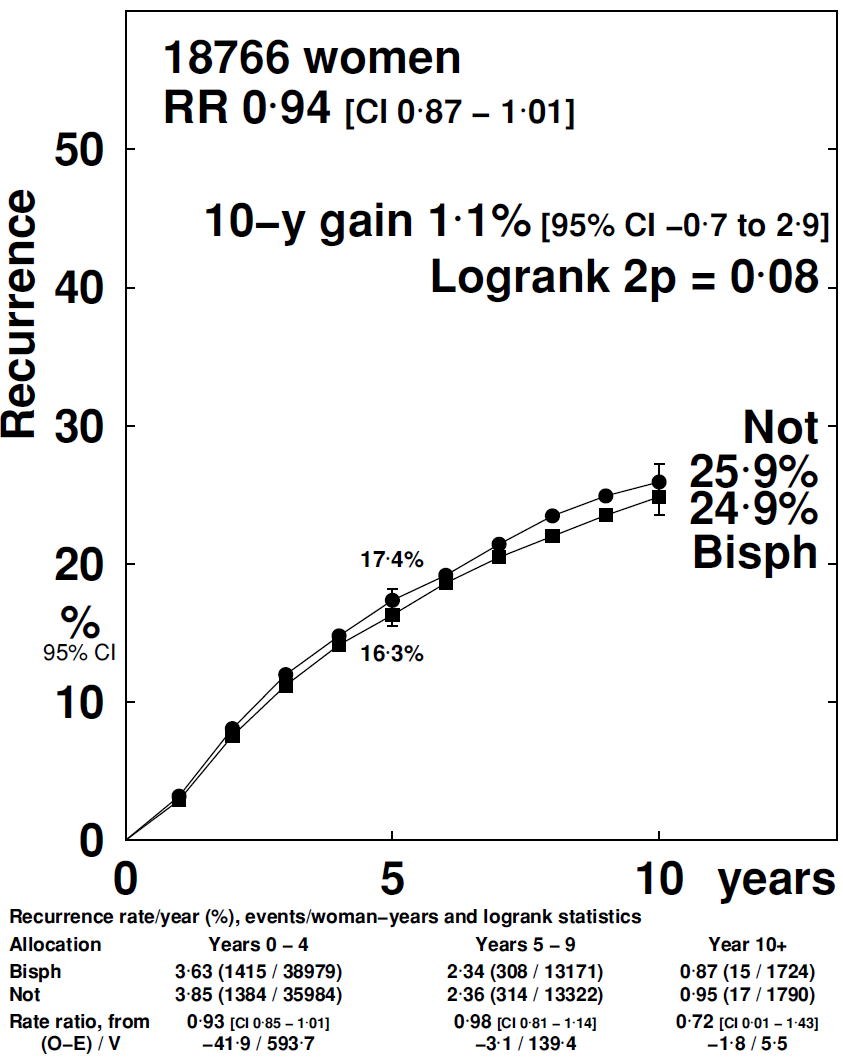 18766 women
RR 0·94 [CI 0·87 – 1·01]
50
10–y gain 1·1% [95% CI –0·7 to 2·9]
Logrank 2p = 0·08
40
Recurrence
30
Not
25·9%
24·9%
Bisph
20
17·4%
%
95% CI
16·3%
10
0
0 5 10 years
Recurrence rate/year (%), events/woman–years and logrank statistics
Allocation Years 0 – 4 Years 5 – 9 Year 10+
Bisph 3·63 (1415 / 38979) 2·34 (308 / 13171) 0·87 (15 / 1724)
Not 3·85 (1384 / 35984) 2·36 (314 / 13322) 0·95 (17 / 1790)
Rate ratio, from 0·93 [CI 0·85 – 1·01] 0·98 [CI 0·81 – 1·14] 0·72 [CI 0·01 – 1·43]
(O–E) / V –41·9 / 593·7 –3·1 / 139·4 –1·8 / 5·5